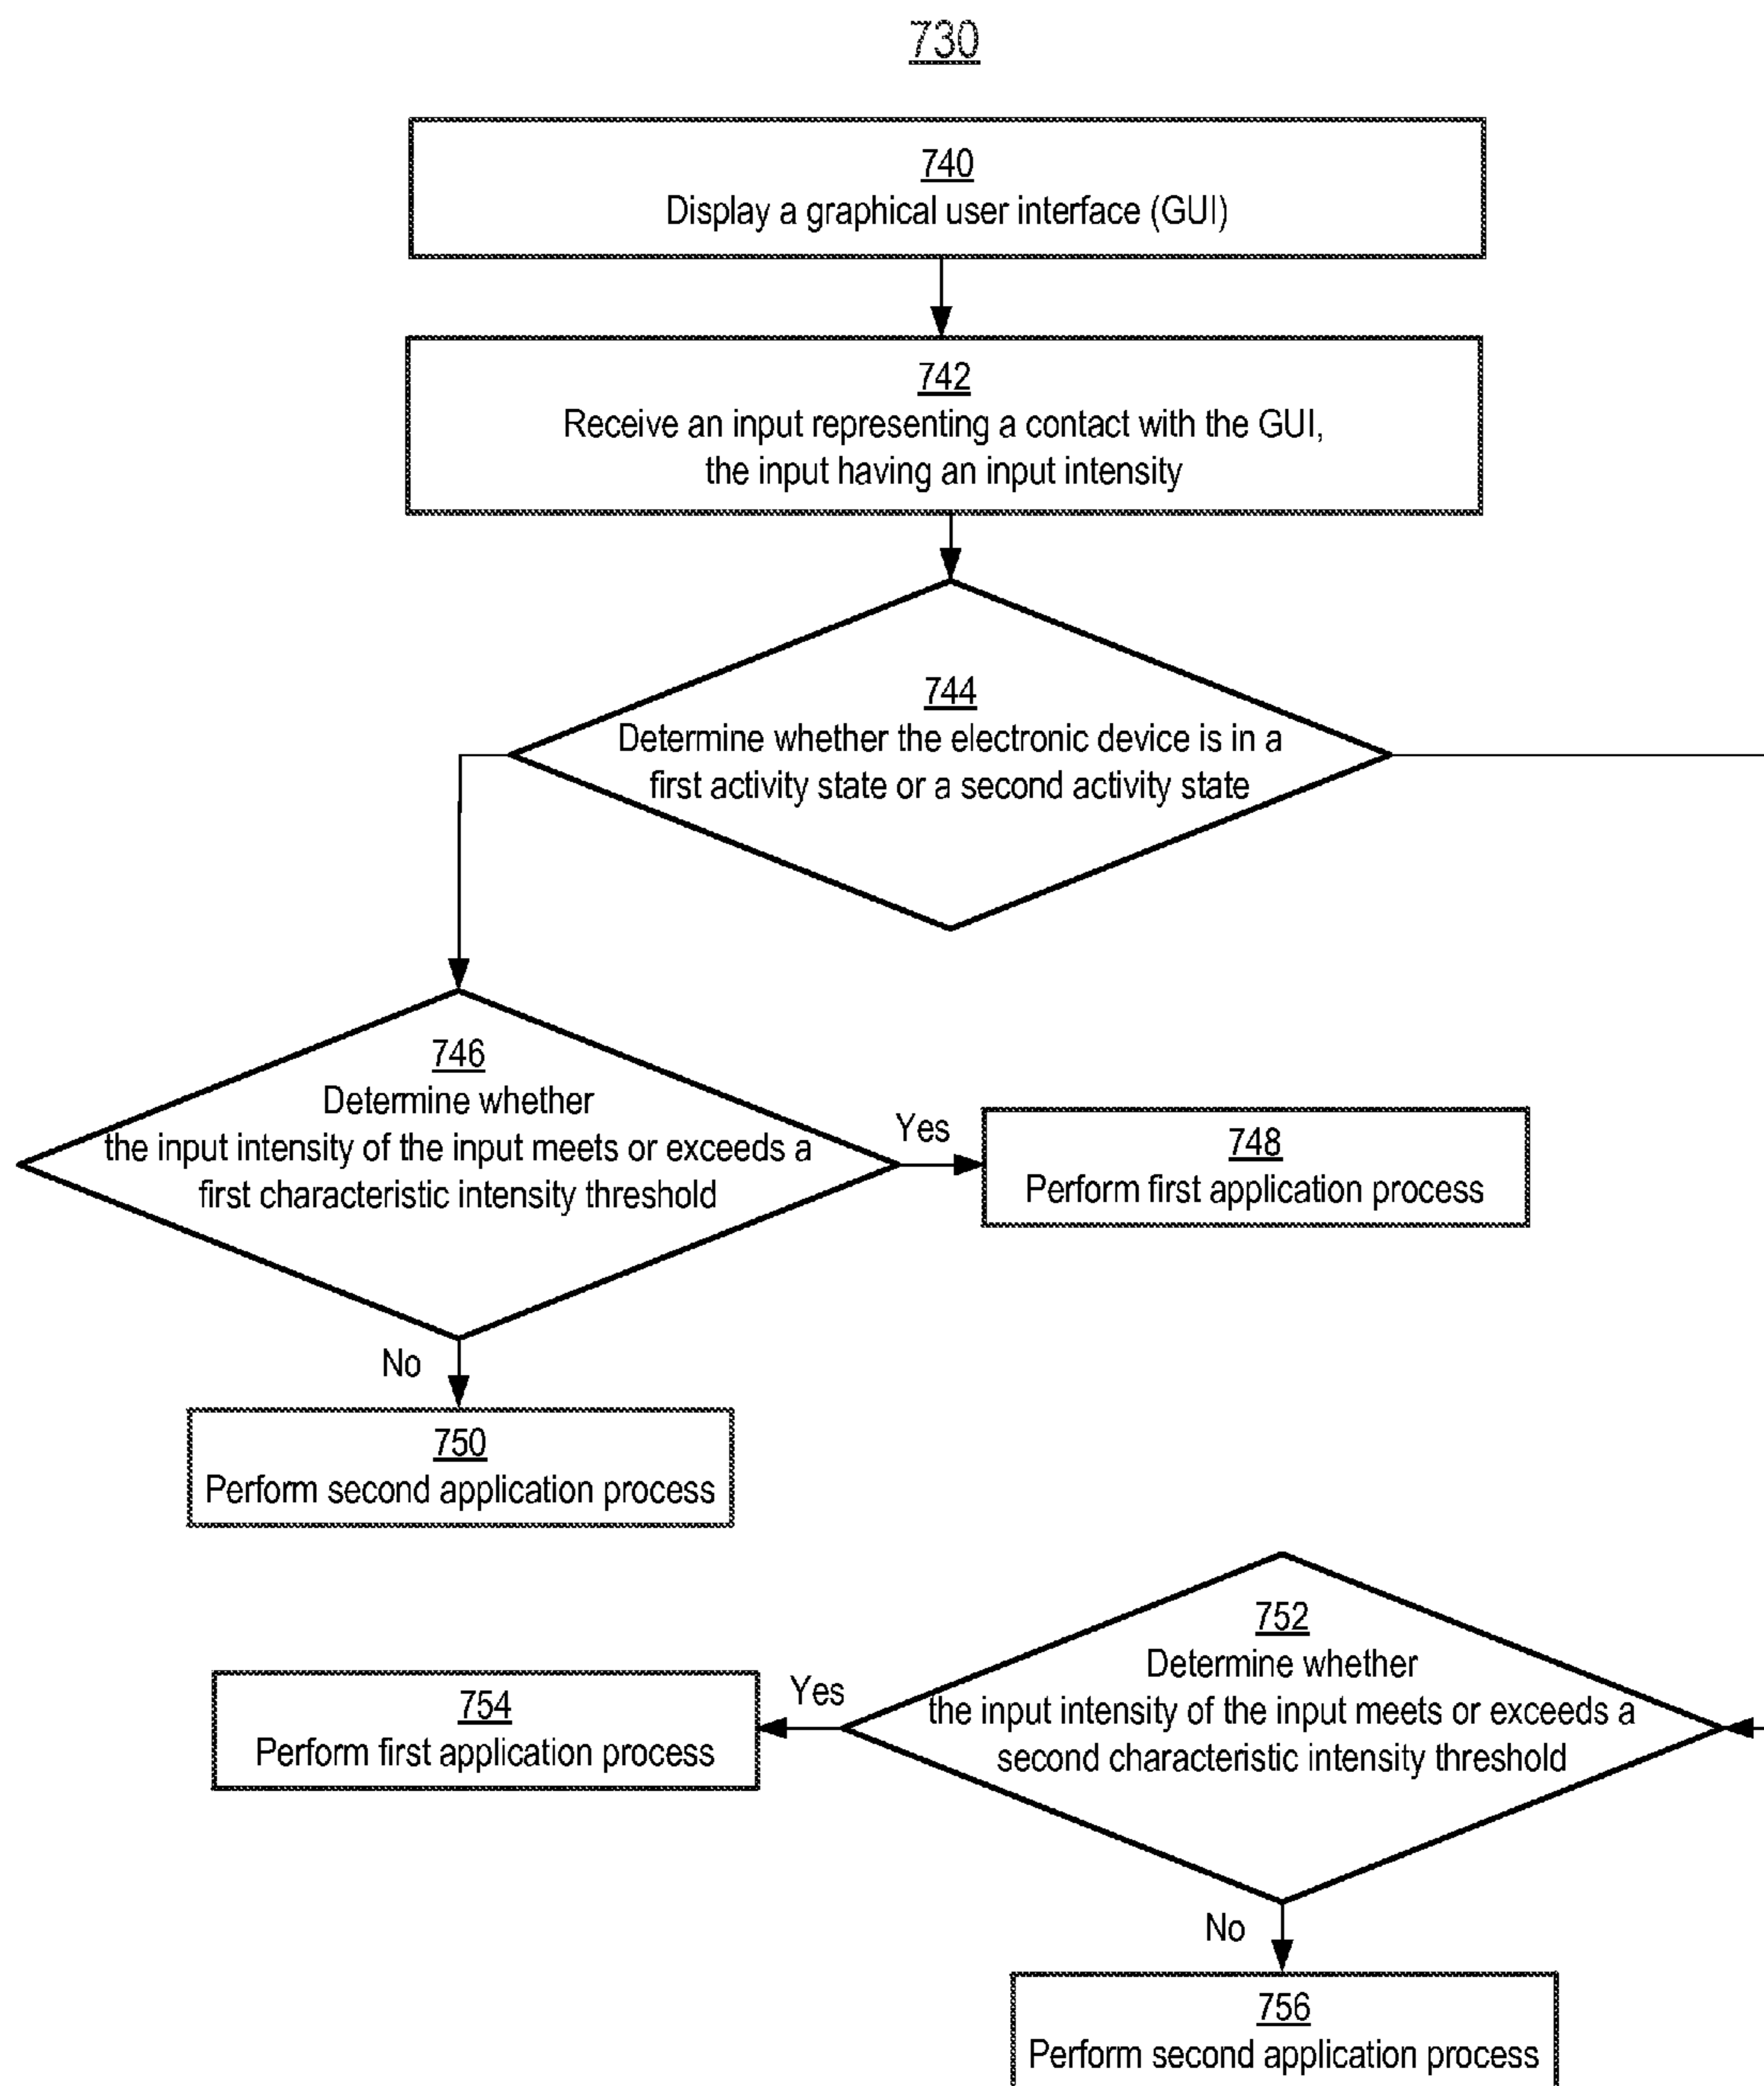 730
740
Display a graphical user interface (GUI)
742
Receive an input representing a contact with the GUI,
the input having an input intensity
744
Determine whether the electronic device is in a
first activity state or a second activity state
746
Determine whether
the input intensity of the input meets or exceeds a
first characteristic intensity threshold
Yes
748
Perform first application process
No
750
Perform second application process
752
Determine whether
the input intensity of the input meets or exceeds a
second characteristic intensity threshold
Yes
754
Perform first application process
No
756
Perform second application process